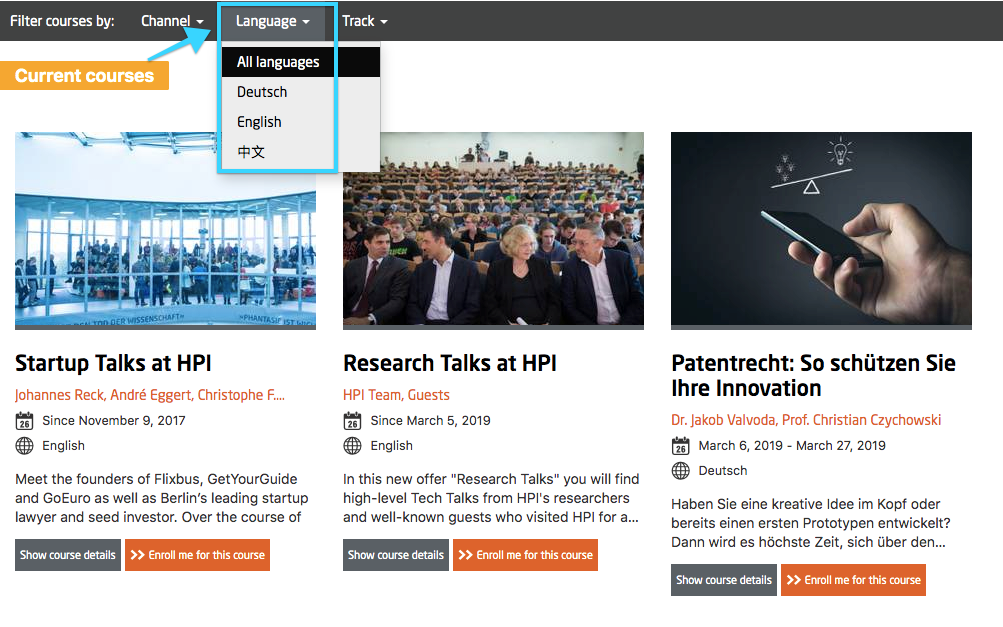 Filter courses by: Channel Language Track
All languages
Deutsch
English
中文
Current courses
DEN TOD DER WISSENSCHAFT»
»PHANTASIE IST
Startup Talks at HPI
Johannes Reck, André Eggert, Christophe F....
26 Since November 9, 2017
English
Meet the founders of Flixbus, GetYourGuide
and GoEuro as well as Berlin’s leading startup
lawyer and seed investor. Over the course of
Show course details
Enroll me for this course
Research Talks at HPI
HPI Team, Guests
26 Since March 5, 2019
English
In this new offer "Research Talks" you will find
high-level Tech Talks from HPI's researchers
and well-known guests who visited HPI for a...
Show course details
Enroll me for this course
Patentrecht: So schützen Sie
Ihre Innovation
Dr. Jakob Valvoda, Prof. Christian Czychowski
26 March 6, 2019 - March 27, 2019
Deutsch
Haben Sie eine kreative Idee im Kopf oder
bereits einen ersten Prototypen entwickelt?
Dann wird es höchste Zeit, sich über den...
Show course details
Enroll me for this course